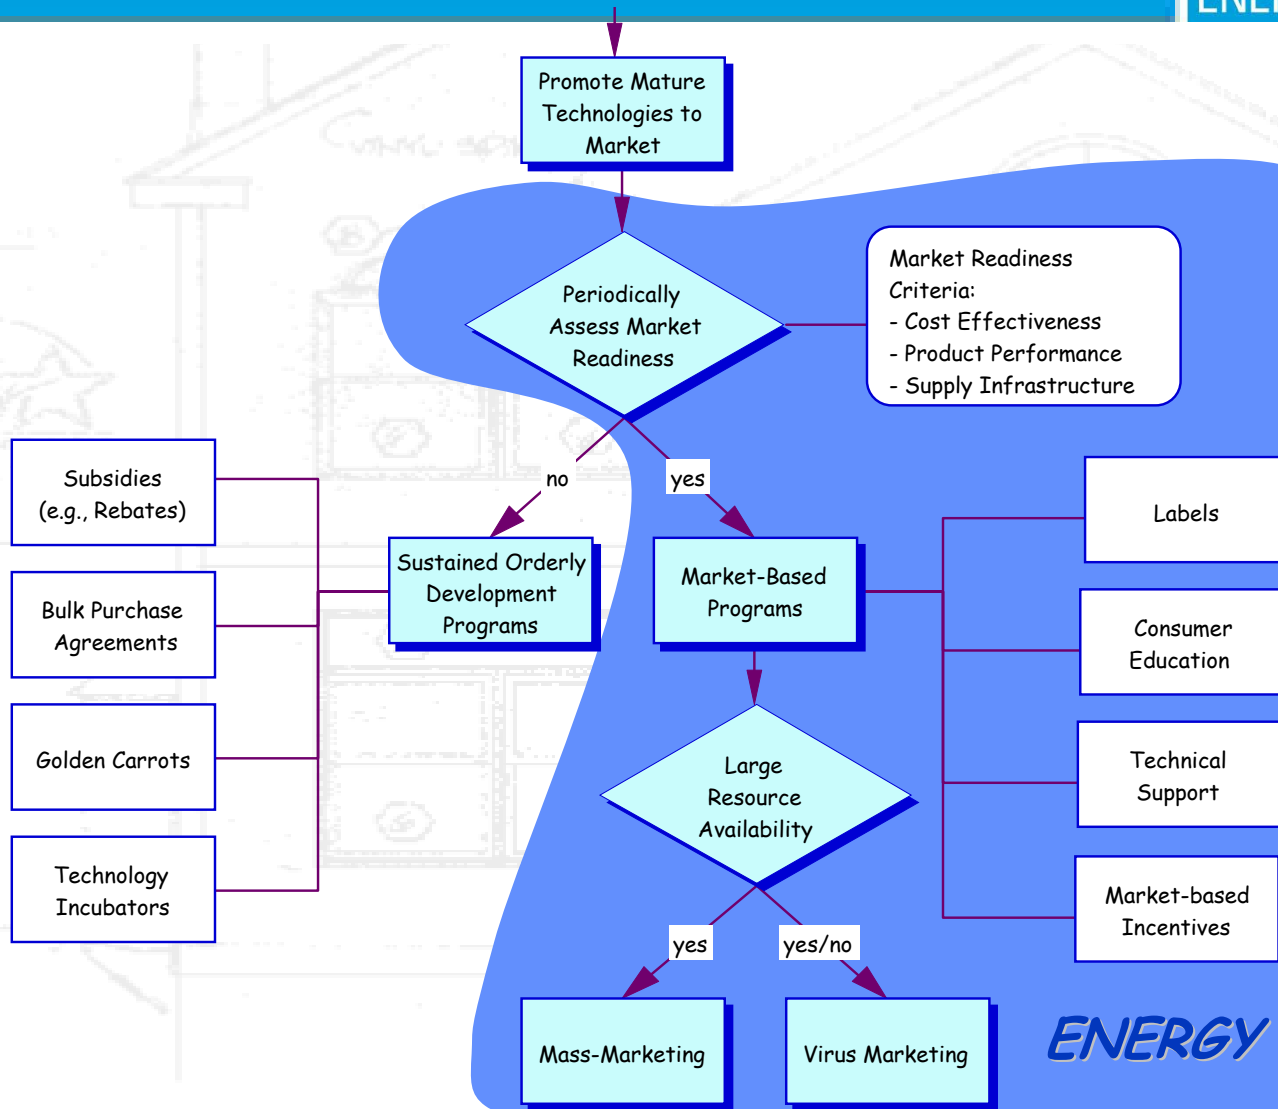 Promote Mature
Technologies to
Market
Periodically
Assess Market
Readiness
Market Readiness
Criteria:
- Cost Effectiveness
- Product Performance
- Supply Infrastructure
no
yes
Subsidies
(e.g., Rebates)
Bulk Purchase
Agreements
Golden Carrots
Technology
Incubators
Sustained Orderly
Development
Programs
Market-Based
Programs
Labels
Consumer
Education
Technical
Support
Market-based
Incentives
Large
Resource
Availability
yes
yes/no
Mass-Marketing
Virus Marketing
ENERGY